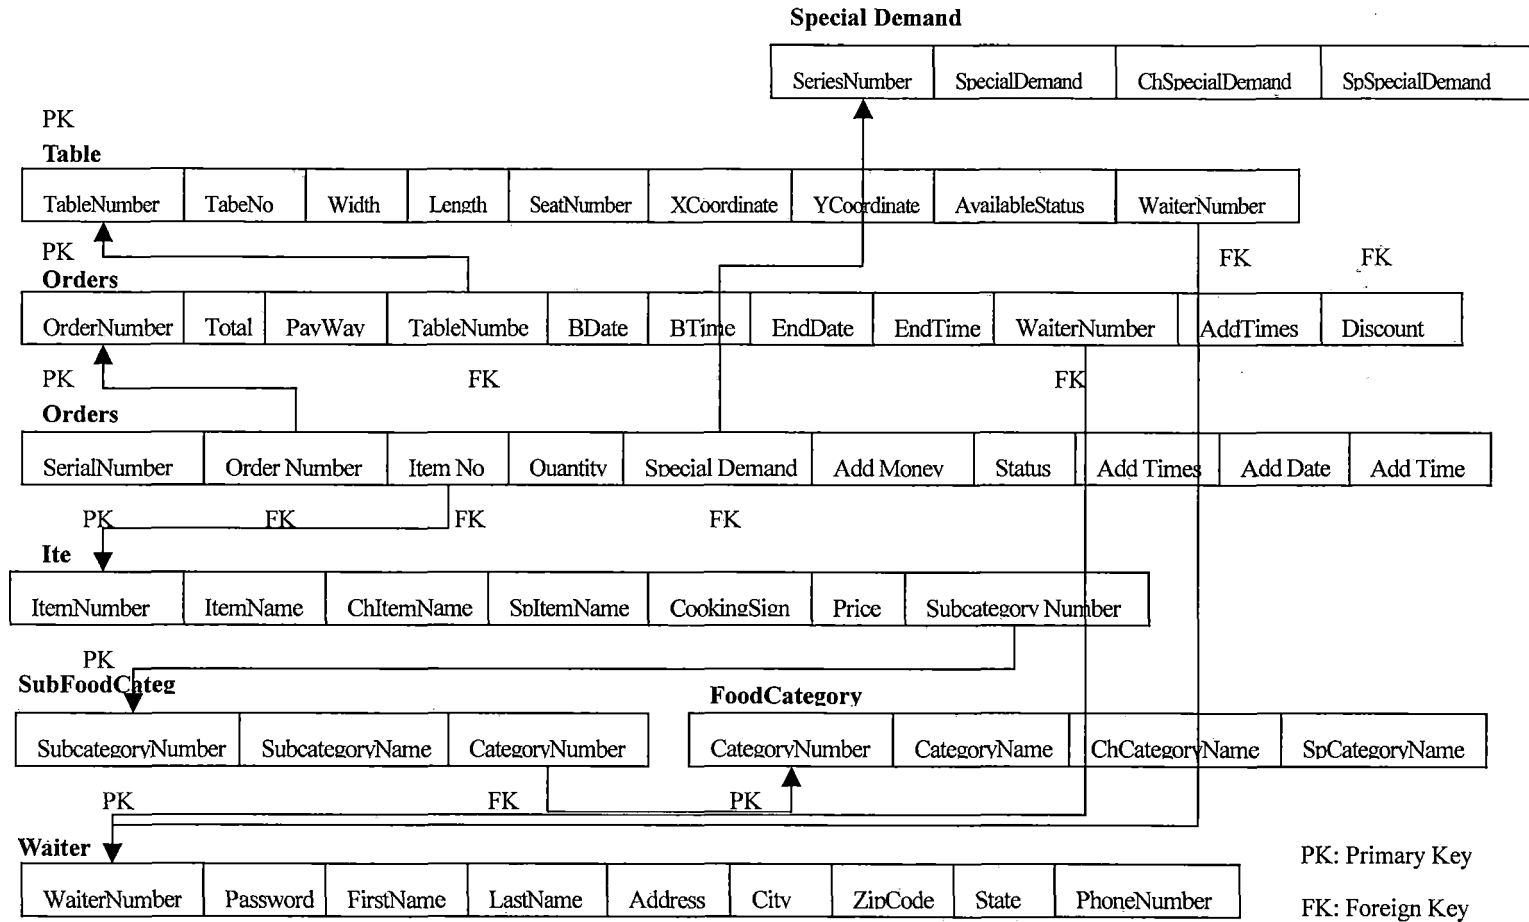 Special Demand
SeriesNumber SpecialDemand ChSpecialDemand SpSpecialDemand
PK
Table
TableNumber TabeNo Width Length SeatNumber XCoordinate YCoordinate AvailableStatus WaiterNumber
PK FK FK
Orders
OrderNumber Total PayWay TableNumbe BDate BTime EndDate EndTime WaiterNumber AddTimes Discount
PK FK FK
Orders
SerialNumber Order Number Item No Quantity Special Demand Add Money Status Add Times Add Date Add Time
PK FK FK FK
Ite
ItemNumber ItemName ChItemName SpItemName CookingSign Price Subcategory Number
PK
SubFoodCateg FoodCategory
SubcategoryNumber SubcategoryName CategoryNumber CategoryNumber CategoryName ChCategoryName SpCategoryName
PK FK PK
Waiter
PK: Primary Key
WaiterNumber Password FirstName LastName Address City ZipCode State PhoneNumber
FK: Foreign Key